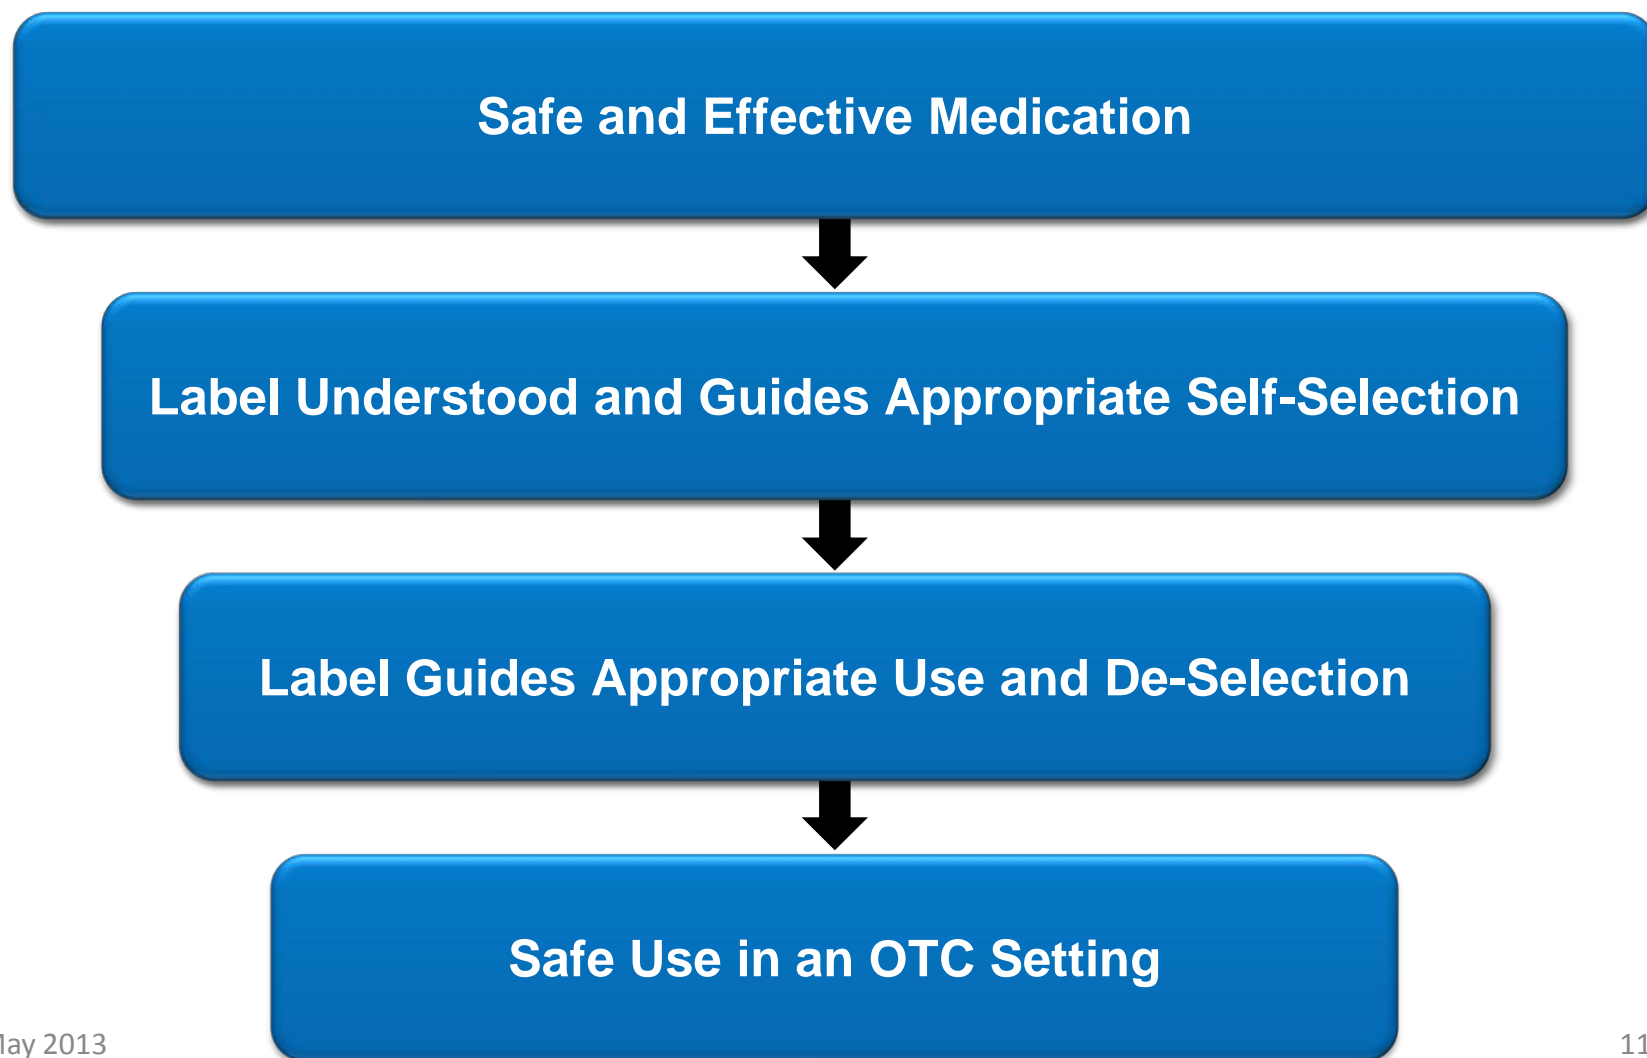 Safe and Effective Medication
Label Understood and Guides Appropriate Self-Selection
Label Guides Appropriate Use and De-Selection
Safe Use in an OTC Setting
May 2013
11